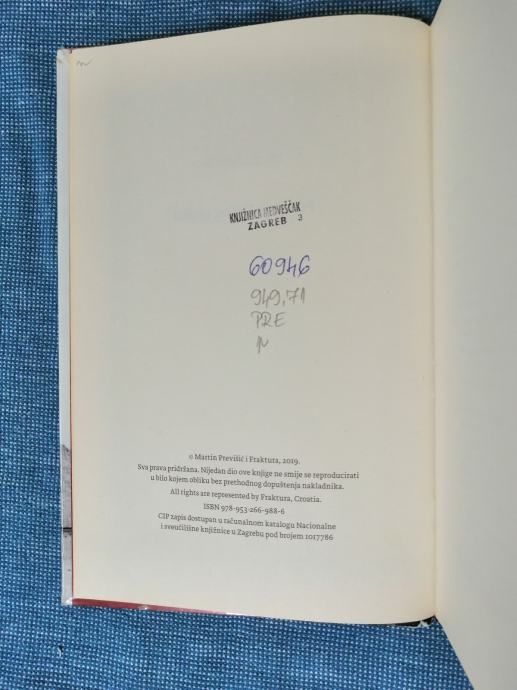 KNJIŽNICA MEDVEŠČAK
ZAGREB 3
60946
949.71
PRE
N
© Martin Previšić i Fraktura, 2019.
Sva prava pridržana. Nijedan dio ove knjige ne smije se reproducirati
u bilo kojem obliku bez prethodnog dopuštenja nakladnika.
All rights are represented by Fraktura, Croatia.
ISBN 978-953-266-988-6
CIP zapis dostupan u računalnom katalogu Nacionalne
i sveučilišne knjižnice u Zagrebu pod brojem 1017786